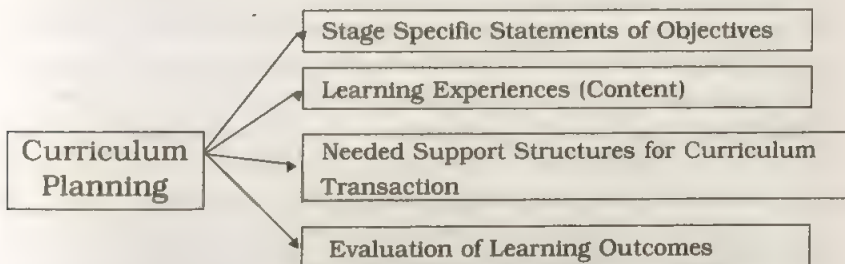 Stage Specific Statements of Objectives
Learning Experiences (Content)
Curriculum
Planning
Needed Support Structures for Curriculum
Transaction
Evaluation of Learning Outcomes